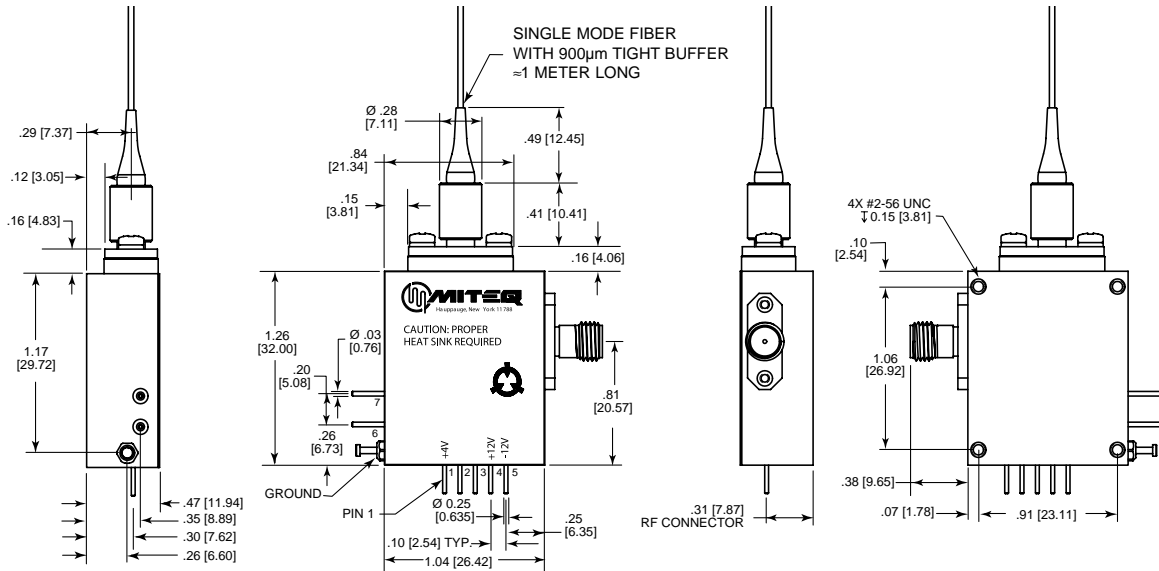 SINGLE MODE FIBER
WITH 900µm TIGHT BUFFER
≈1 METER LONG
.29 [7.37]
.12 [3.05]
.16 [4.83]
1.17
[29.72]
.47 [11.94]
.35 [8.89]
.30 [7.62]
.26 [6.60]
Ø .28
[7.11]
.84
[21.34]
.15
[3.81]
.49 [12.45]
.41 [10.41]
.16 [4.06]
MITEQ
Hauppauge, New York 11788
CAUTION: PROPER
HEAT SINK REQUIRED
1.26
[32.00]
Ø .03
[0.76]
.20
[5.08]
7
6
.26
[6.73]
.81
[20.57]
+4V
+12V
-12V
1 2 3 4 5
GROUND
PIN 1
Ø 0.25
[0.635]
.25
[6.35]
.10 [2.54] TYP.
1.04 [26.42]
.31 [7.87]
RF CONNECTOR
4X #2-56 UNC
↧ 0.15 [3.81]
.10
[2.54]
1.06
[26.92]
.38 [9.65]
.07 [1.78]
.91 [23.11]